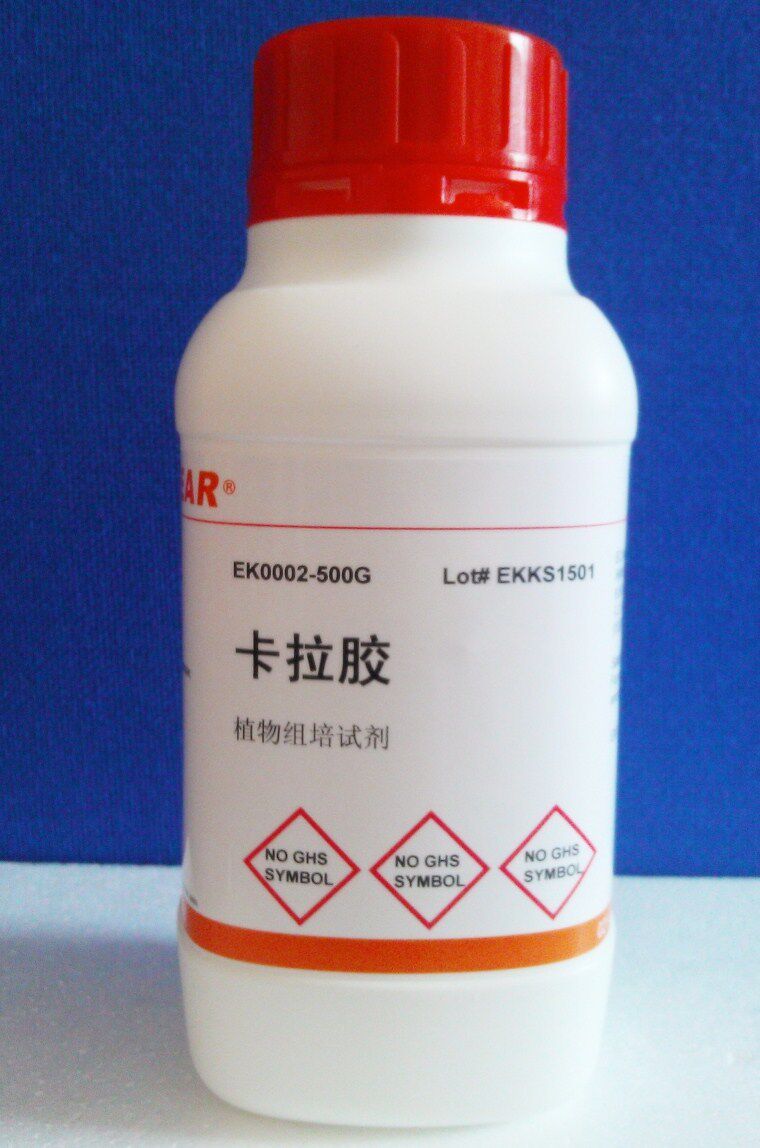 EAR®
EK0002-500G Lot# EKKS1501
卡拉胶
植物组培试剂
NO GHS SYMBOL
NO GHS SYMBOL
NO GHS SYMBOL